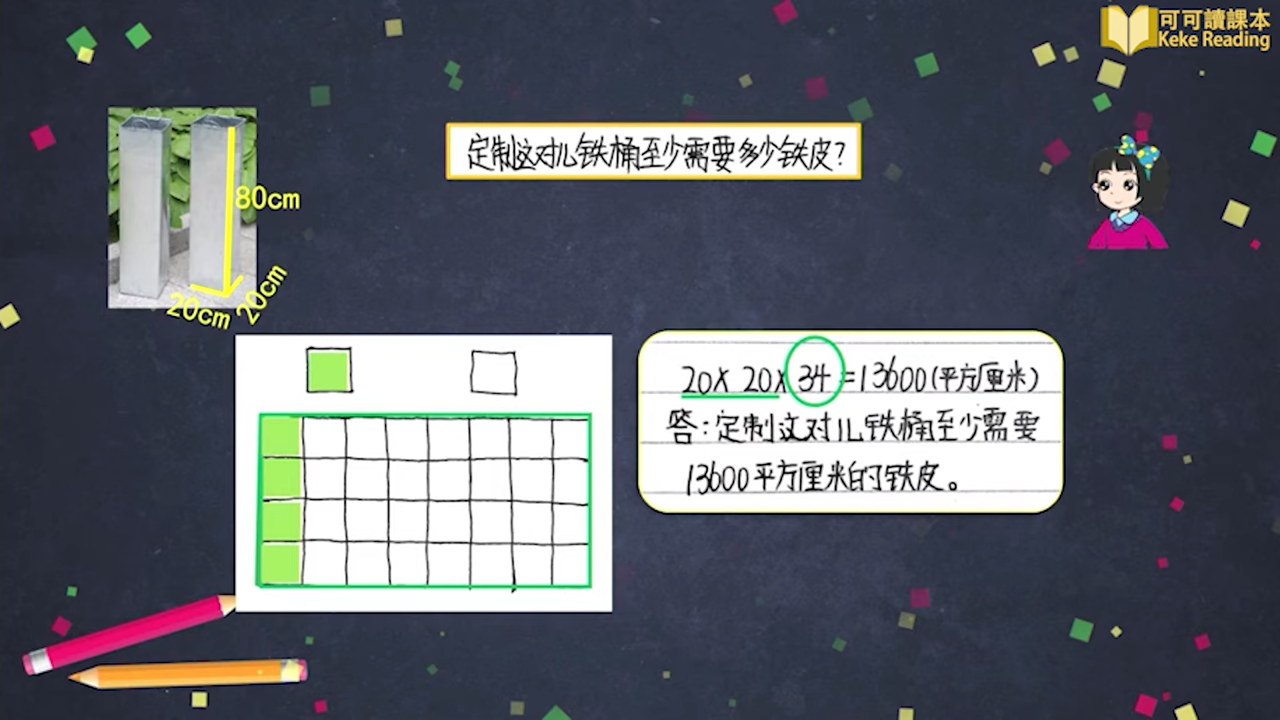 可可讀課本
Keke Reading
定制这对儿铁桶至少需要多少铁皮?
80cm
20cm
20cm
20×20×34=13600(平方厘米)
答:定制这对儿铁桶至少需要
13600平方厘米的铁皮。